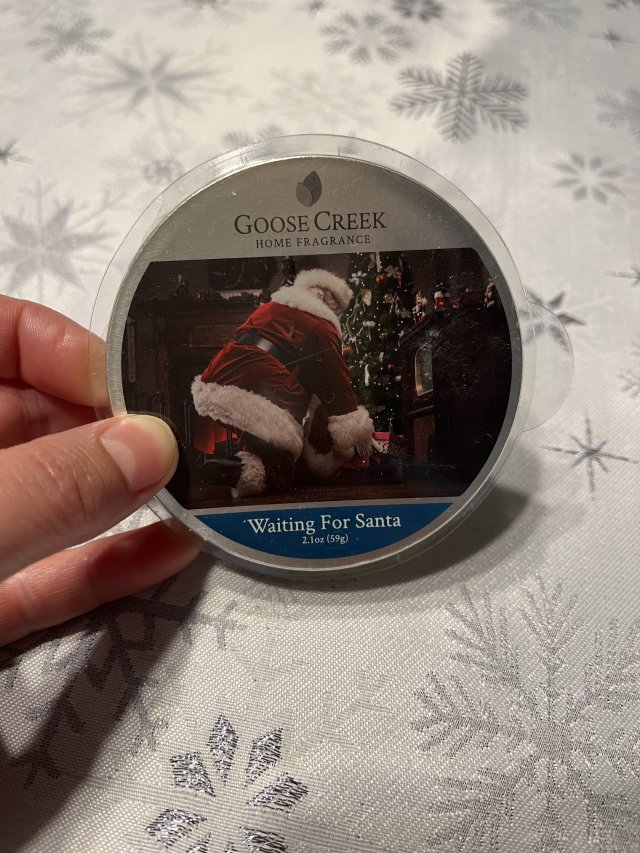 GOOSE CREEK
HOME FRAGRANCE
Waiting For Santa
2.1oz (59g)